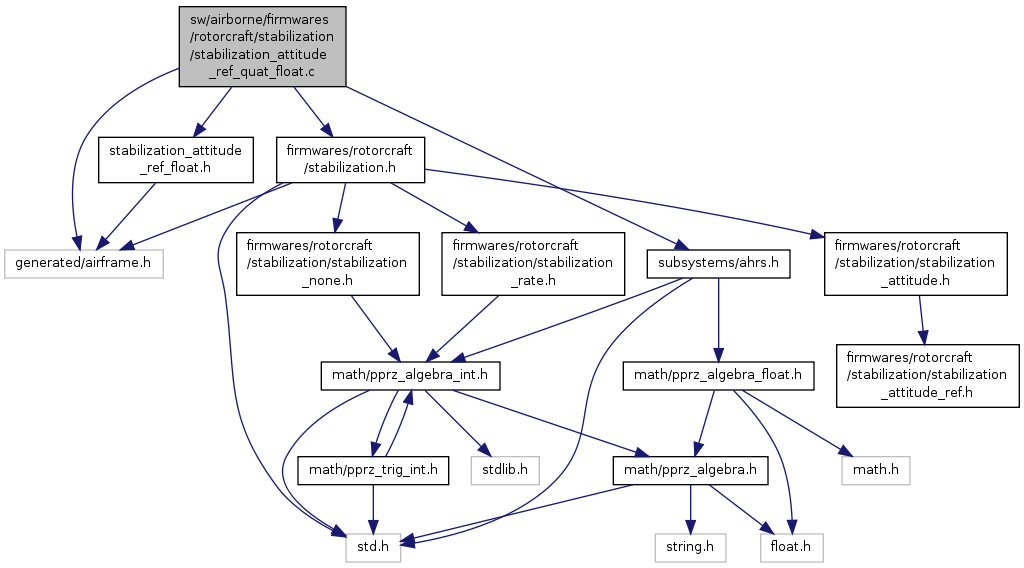 sw/airborne/firmwares
/rotorcraft/stabilization
/stabilization_attitude
_ref_quat_float.c
stabilization_attitude
_ref_float.h
firmwares/rotorcraft
/stabilization.h
generated/airframe.h
firmwares/rotorcraft
/stabilization/stabilization
_none.h
firmwares/rotorcraft
/stabilization/stabilization
_rate.h
subsystems/ahrs.h
firmwares/rotorcraft
/stabilization/stabilization
_attitude.h
math/pprz_algebra_int.h
math/pprz_algebra_float.h
firmwares/rotorcraft
/stabilization/stabilization
_attitude_ref.h
math/pprz_trig_int.h
stdlib.h
math/pprz_algebra.h
math.h
std.h
string.h
float.h